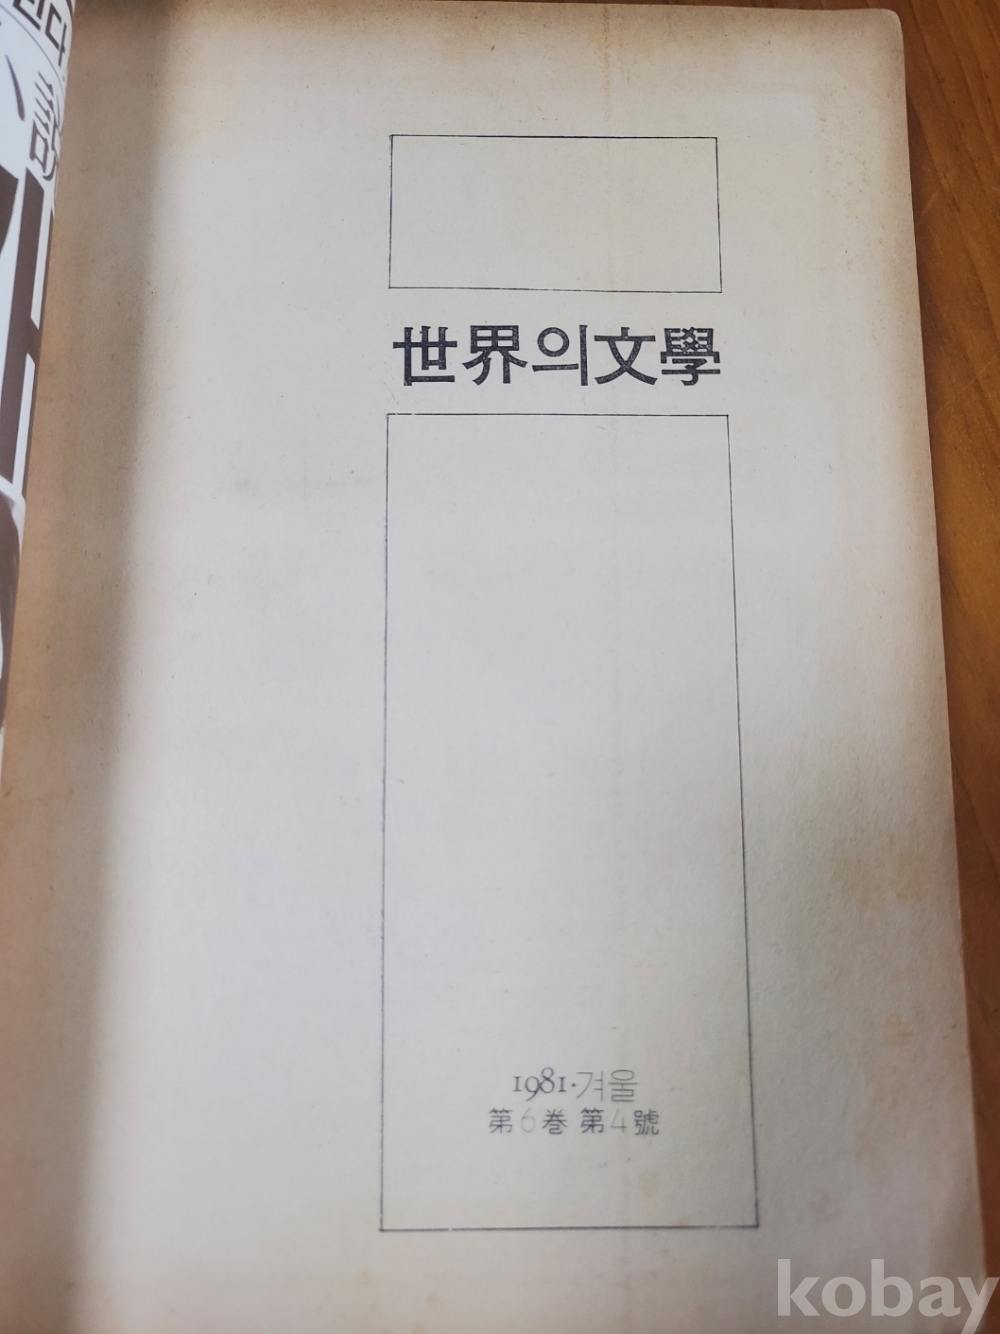 世界의文學
1981·겨울
第6巻 第4號
kobay